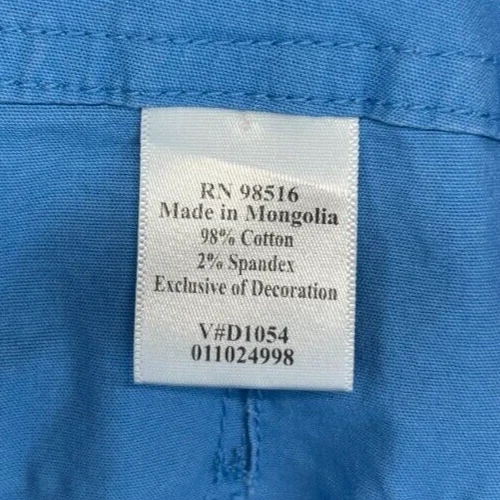 RN 98516
Made in Mongolia
98% Cotton
2% Spandex
Exclusive of Decoration
V#D1054
011024998